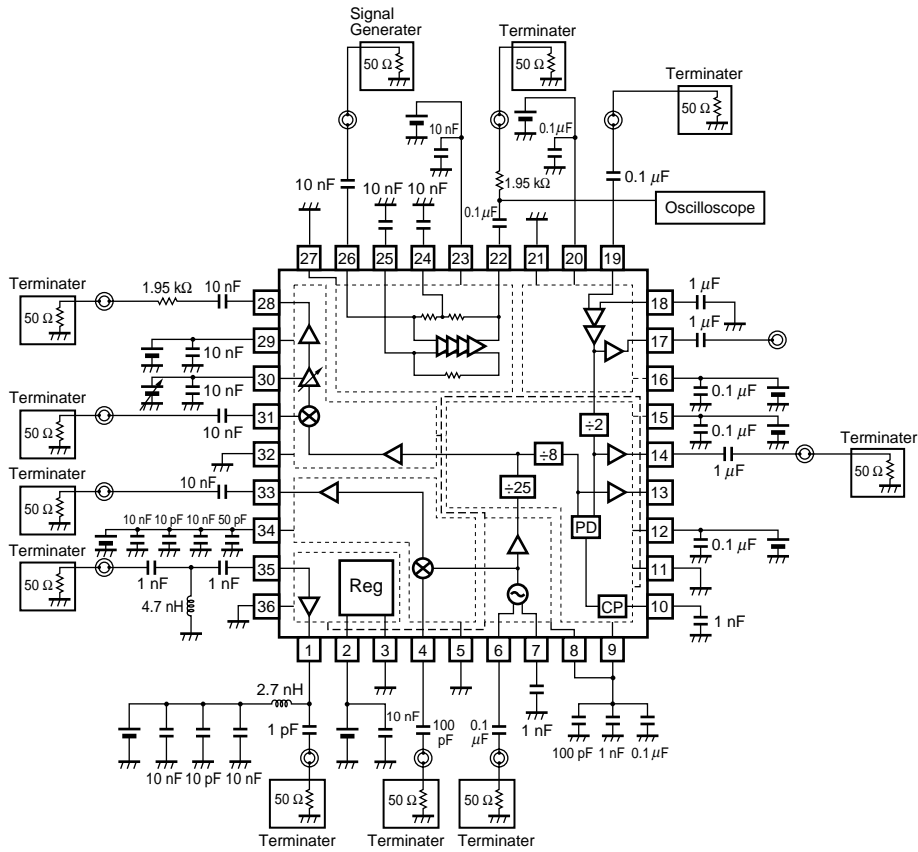 Signal
Generater
50 Ω
Terminater
50 Ω
Terminater
50 Ω
10 nF
0.1 μF
1.95 kΩ
0.1 μF
10 nF
10 nF
10 nF
0.1 μF
Oscilloscope
27
26
25
24
23
22
21
20
19
Terminater
50 Ω
1.95 kΩ
10 nF
28
29
10 nF
30
10 nF
Terminater
50 Ω
10 nF
31
32
Terminater
50 Ω
10 nF
33
10 nF
10 pF
10 nF
50 pF
34
Terminater
50 Ω
1 nF
1 nF
35
4.7 nH
36
18
1 μF
17
1 μF
16
0.1 μF
15
0.1 μF
14
1 μF
Terminater
50 Ω
13
12
0.1 μF
11
10
1 nF
÷2
÷8
÷25
PD
CP
Reg
1
2
3
4
5
6
7
8
9
2.7 nH
1 pF
10 nF
10 pF
10 nF
10 nF
100
pF
0.1
μF
1 nF
100 pF
1 nF
0.1 μF
50 Ω
Terminater
50 Ω
Terminater
50 Ω
Terminater